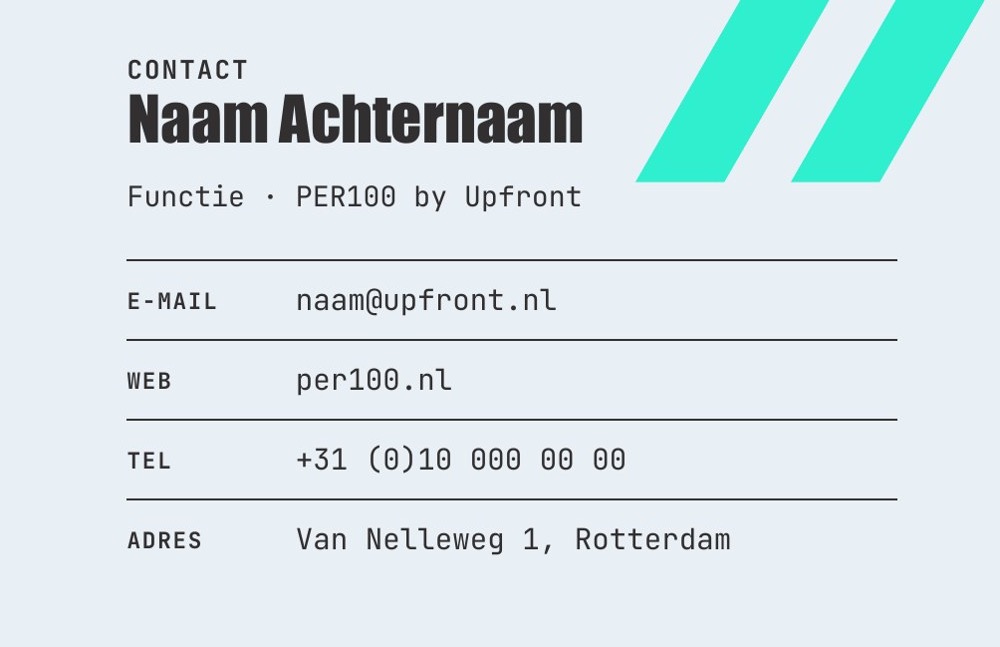 CONTACT
Naam Achternaam
Functie · PER100 by Upfront
E-MAIL naam@upfront.nl
WEB per100.nl
TEL +31 (0)10 000 00 00
ADRES Van Nelleweg 1, Rotterdam